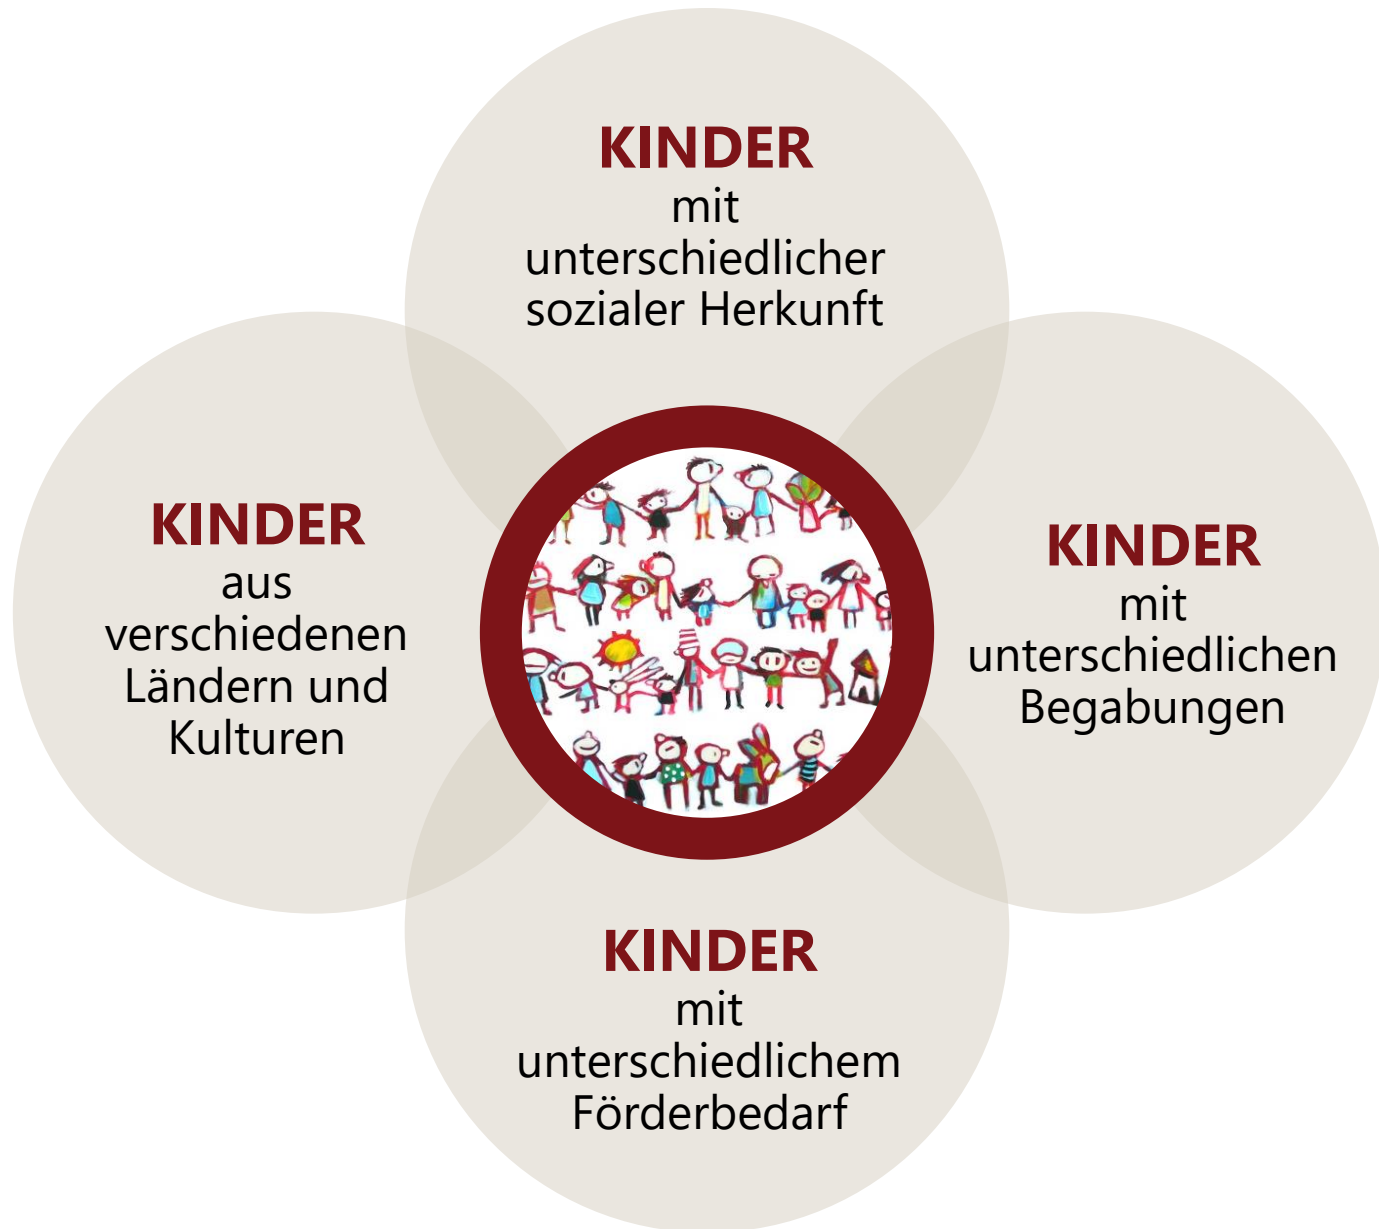 KINDER
mit
unterschiedlicher
sozialer Herkunft
KINDER
aus
verschiedenen
Ländern und
Kulturen
KINDER
mit
unterschiedlichen
Begabungen
KINDER
mit
unterschiedlichem
Förderbedarf